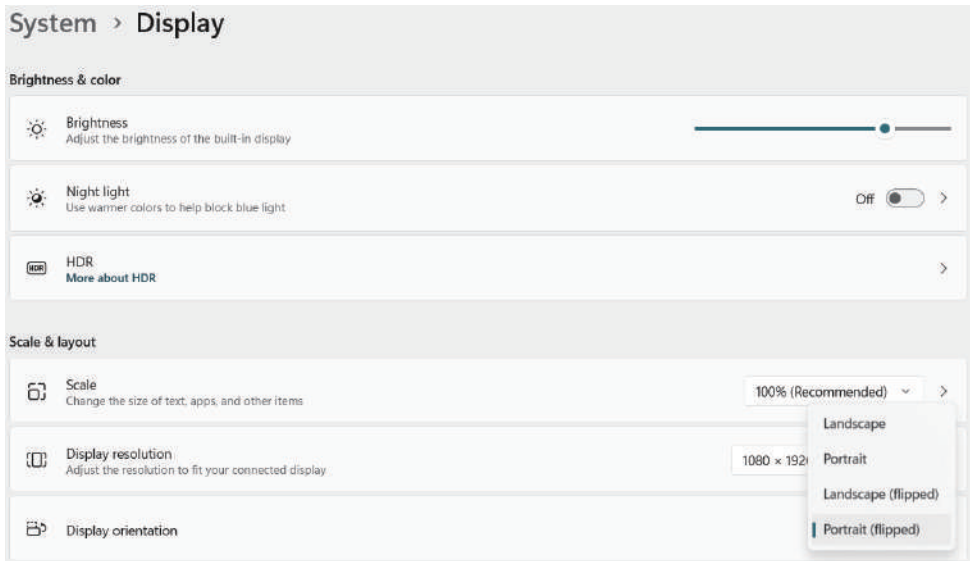 System > Display
Brightness & color
Brightness
Adjust the brightness of the built-in display
Night light
Use warmer colors to help block blue light
Off
HDR
HDR
More about HDR
Scale & layout
Scale
Change the size of text, apps, and other items
100% (Recommended)
Display resolution
Adjust the resolution to fit your connected display
1080 × 192
Display orientation
Landscape
Portrait
Landscape (flipped)
Portrait (flipped)